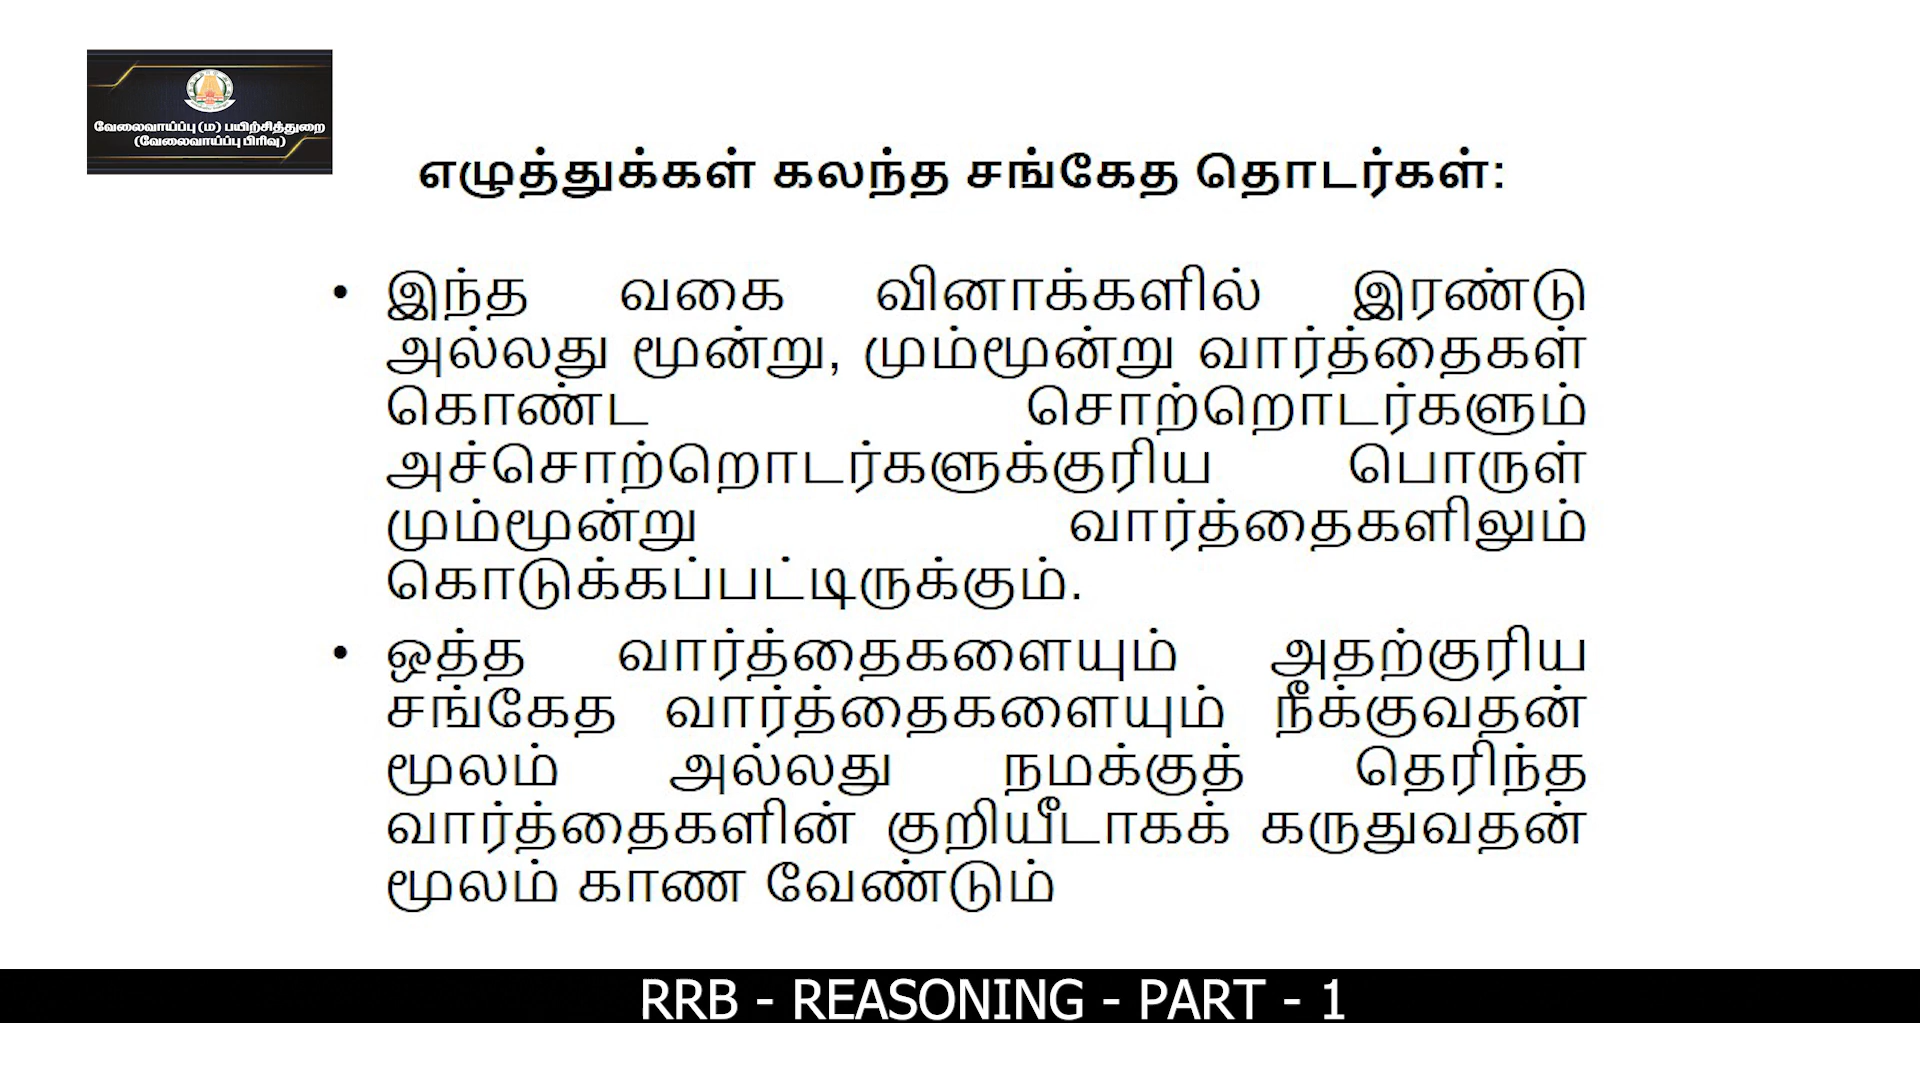 வேலைவாய்ப்பு (ம) பயிற்சித்துறை
(வேலைவாய்ப்பு பிரிவு)
எழுத்துக்கள் கலந்த சங்கேத தொடர்கள்:
• இந்த வகை வினாக்களில் இரண்டு
அல்லது மூன்று, மும்மூன்று வார்த்தைகள்
கொண்ட சொற்றொடர்களும்
அச்சொற்றொடர்களுக்குரிய பொருள்
மும்மூன்று வார்த்தைகளிலும்
கொடுக்கப்பட்டிருக்கும்.
• ஒத்த வார்த்தைகளையும் அதற்குரிய
சங்கேத வார்த்தைகளையும் நீக்குவதன்
மூலம் அல்லது நமக்குத் தெரிந்த
வார்த்தைகளின் குறியீடாகக் கருதுவதன்
மூலம் காண வேண்டும்
RRB - REASONING - PART - 1